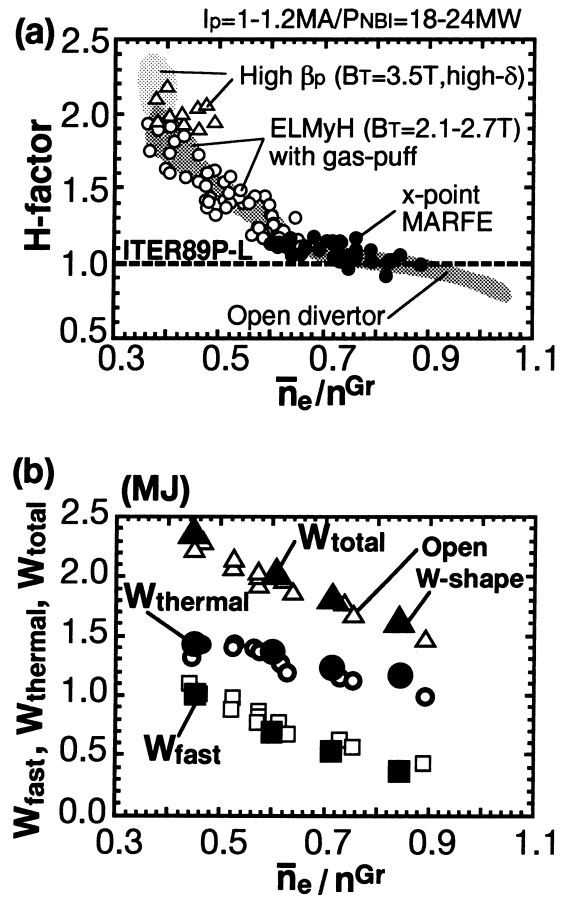 Ip=1-1.2MA/PNBI=18-24MW
(a)
2.5
High βp (BT=3.5T,high-δ)
2.0
ELMyH (BT=2.1-2.7T)
with gas-puff
H-factor
1.5
x-point
MARFE
ITER89P-L
1.0
Open divertor
0.5
0.3 0.5 0.7 0.9 1.1
n̅e/nGr
(b) (MJ)
2.5
Wtotal
Open
2.0
W-shape
Wthermal
1.5
Wfast, Wthermal, Wtotal
1.0
Wfast
0.5
0.0
0.3 0.5 0.7 0.9 1.1
n̅e/nGr